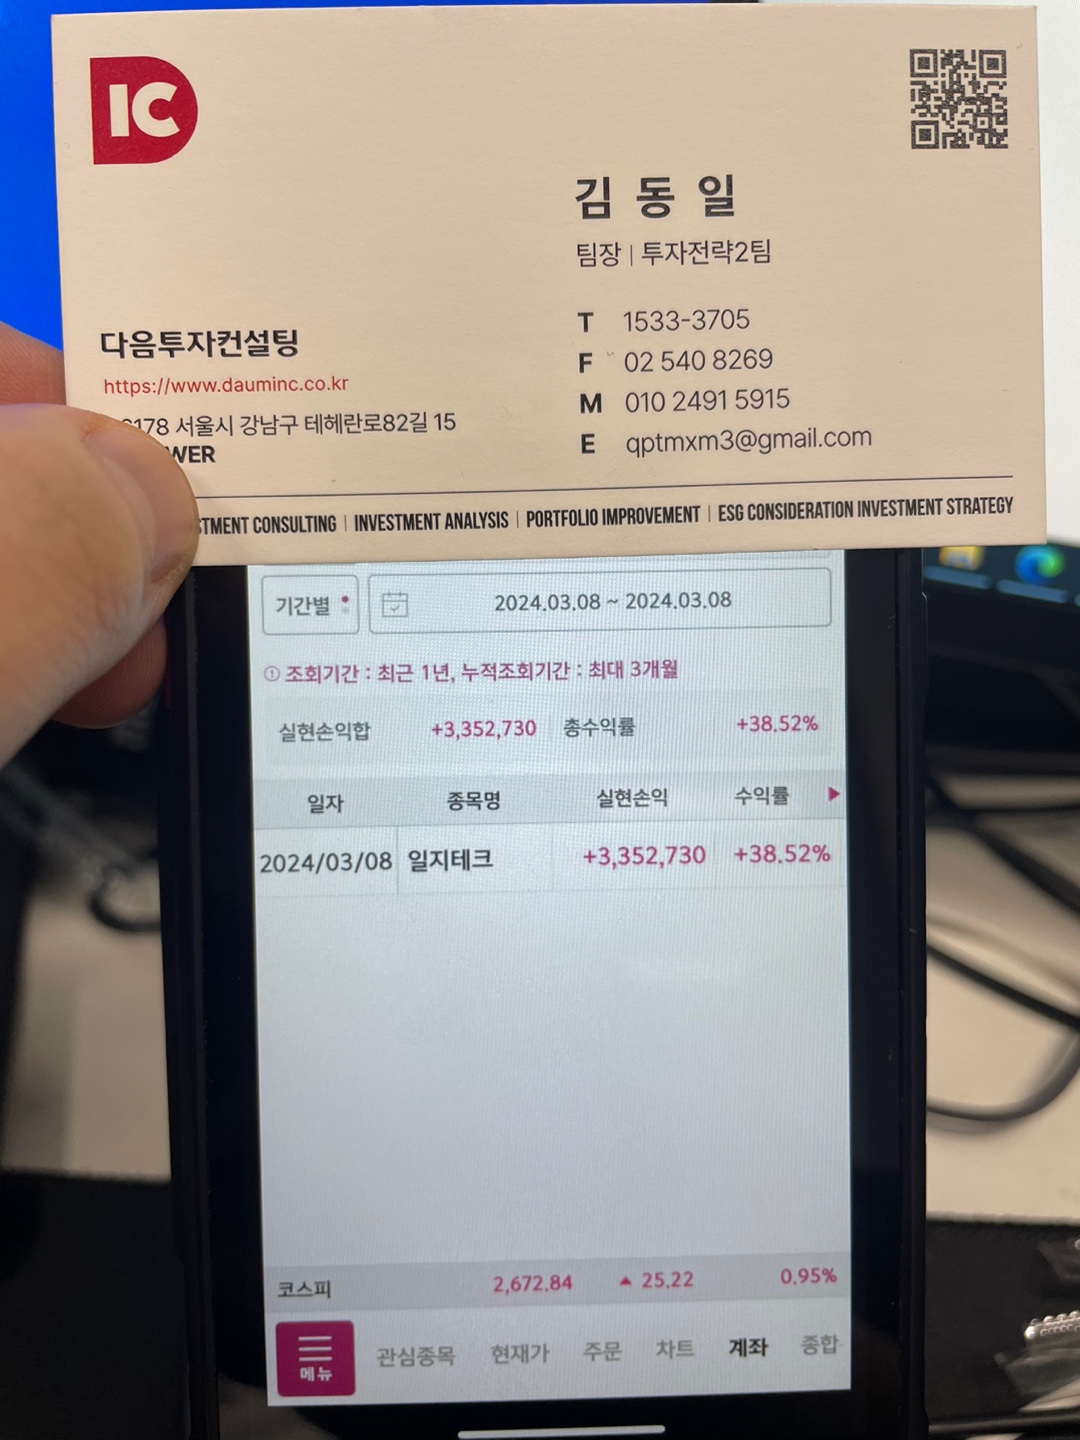 IC
김동일
팀장 | 투자전략2팀
다음투자컨설팅
https://www.dauminc.co.kr
178 서울시 강남구 테헤란로82길 15
WER
T 1533-3705
F 02 540 8269
M 010 2491 5915
E qptmxm3@gmail.com
STMENT CONSULTING | INVESTMENT ANALYSIS | PORTFOLIO IMPROVEMENT | ESG CONSIDERATION INVESTMENT STRATEGY
기간별 2024.03.08 ~ 2024.03.08
조회기간 : 최근 1년, 누적조회기간 : 최대 3개월
실현손익합 +3,352,730 총수익률 +38.52%
일자 종목명 실현손익 수익률
2024/03/08 일지테크 +3,352,730 +38.52%
코스피 2,672.84 ▲ 25.22 0.95%
메뉴 관심종목 현재가 주문 차트 계좌 종합